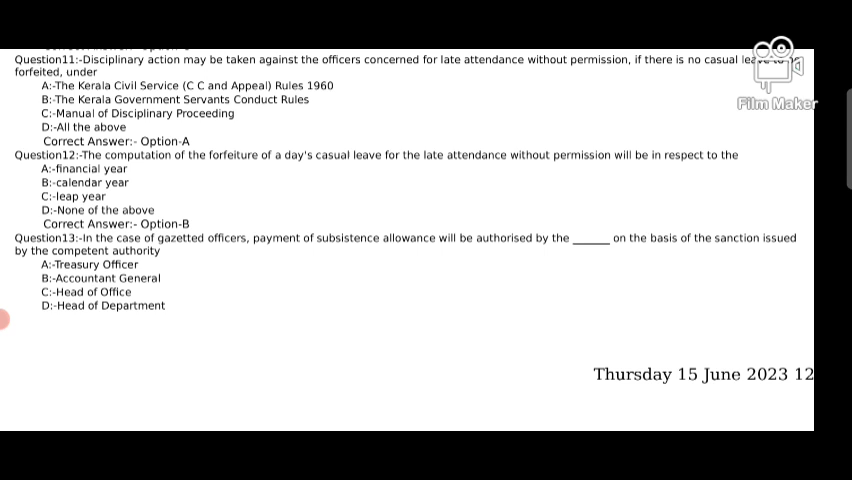 Question11:-Disciplinary action may be taken against the officers concerned for late attendance without permission, if there is no casual leave to be
forfeited, under
A:-The Kerala Civil Service (C C and Appeal) Rules 1960
B:-The Kerala Government Servants Conduct Rules
C:-Manual of Disciplinary Proceeding
D:-All the above
Correct Answer:- Option-A
Question12:-The computation of the forfeiture of a day's casual leave for the late attendance without permission will be in respect to the
A:-financial year
B:-calendar year
C:-leap year
D:-None of the above
Correct Answer:- Option-B
Question13:-In the case of gazetted officers, payment of subsistence allowance will be authorised by the ______ on the basis of the sanction issued
by the competent authority
A:-Treasury Officer
B:-Accountant General
C:-Head of Office
D:-Head of Department
Thursday 15 June 2023 12
Film Maker